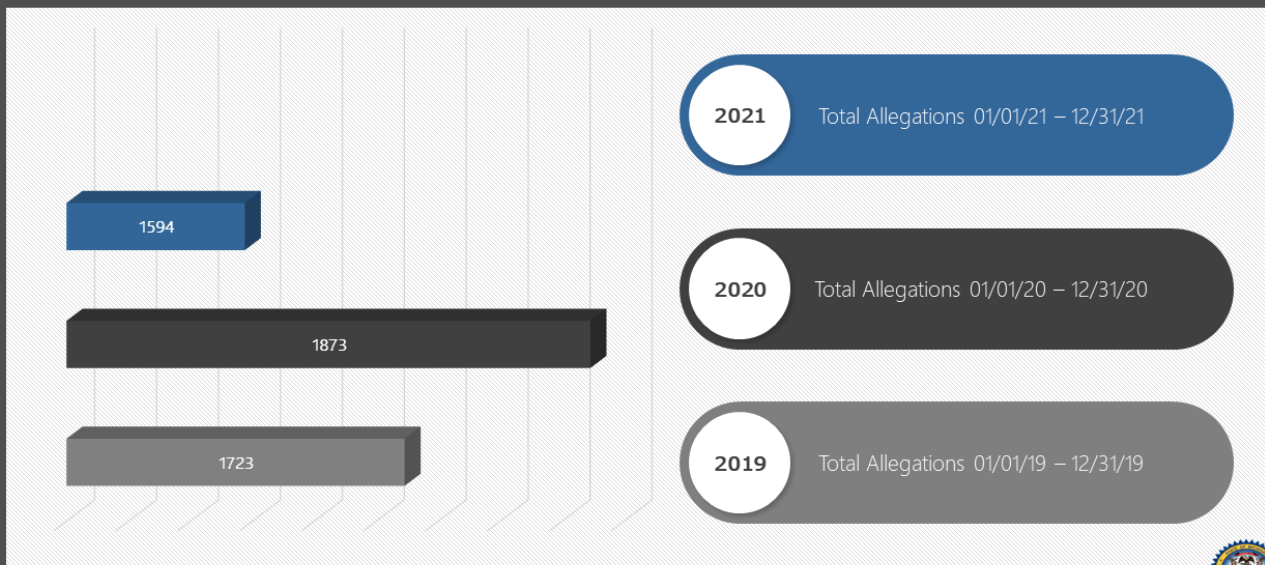 1594
1873
1723
2021
Total Allegations 01/01/21 – 12/31/21
2020
Total Allegations 01/01/20 – 12/31/20
2019
Total Allegations 01/01/19 – 12/31/19